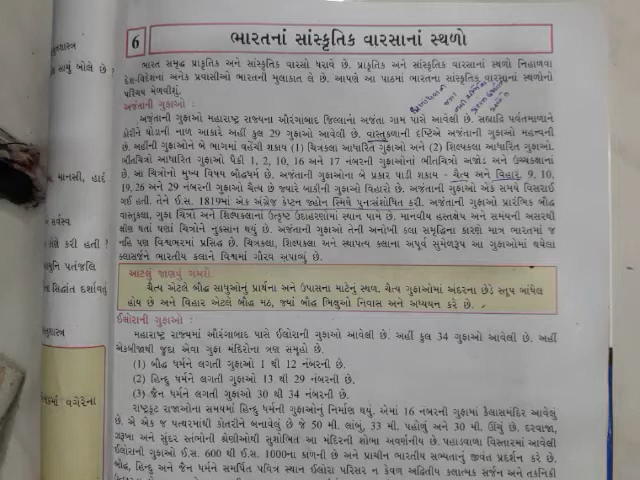 6
ભારતનાં સાંસ્કૃતિક વારસાનાં સ્થળો
ભારત સમૃદ્ધ પ્રાકૃતિક અને સાંસ્કૃતિક વારસો ધરાવે છે. પ્રાકૃતિક અને સાંસ્કૃતિક વારસાનાં સ્થળો નિહાળવા
દેશ-વિદેશનાં અનેક પ્રવાસીઓ ભારતની મુલાકાત લે છે. આપણે આ પાઠમાં ભારતના સાંસ્કૃતિક વારસાનાં સ્થળોનો
પરિચય મેળવીશું.
અજંતાની ગુફાઓ :
અજંતાની ગુફાઓ મહારાષ્ટ્ર રાજ્યના ઔરંગાબાદ જિલ્લાનાં અજંતા ગામ પાસે આવેલી છે. સહ્યાદ્રિ પર્વતમાળાને
કોરીને ઘોડાની નાળ આકારે અહીં કુલ 29 ગુફાઓ આવેલી છે. વાસ્તુકળાની દૃષ્ટિએ અજંતાની ગુફાઓ મહત્ત્વની
છે. અહીંની ગુફાઓને બે ભાગમાં વહેંચી શકાય (1) ચિત્રકલા આધારિત ગુફાઓ અને (2) શિલ્પકલા આધારિત ગુફાઓ.
ભીંતચિત્રો આધારિત ગુફાઓ પૈકી 1, 2, 10, 16 અને 17 નંબરની ગુફાઓનાં ભીંતચિત્રો અજોડ અને ઉચ્ચકક્ષાનાં
છે. આ ચિત્રોનો મુખ્ય વિષય બૌદ્ધધર્મ છે. અજંતાની ગુફાઓના બે પ્રકાર પાડી શકાય - ચૈત્ય અને વિહાર. 9, 10,
19, 26 અને 29 નંબરની ગુફાઓ ચૈત્ય છે જ્યારે બાકીની ગુફાઓ વિહારો છે. અજંતાની ગુફાઓ એક સમયે વિસરાઈ
ગઈ હતી. તેને ઈ.સ. 1819માં એક અંગ્રેજ કેપ્ટન જ્હોન સ્મિથે પુનઃસંશોધિત કરી. અજંતાની ગુફાઓ પ્રારંભિક બૌદ્ધ
વાસ્તુકલા, ગુફા ચિત્રો અને શિલ્પકલાનાં ઉત્કૃષ્ટ ઉદાહરણોમાં સ્થાન પામે છે. માનવીય હસ્તક્ષેપ અને સમયની અસરથી
ક્ષીણ થતાં ઘણાં ચિત્રોને નુકસાન થયું છે. અજંતાની ગુફાઓ તેની અનોખી કલા સમૃદ્ધિના કારણે માત્ર ભારતમાં જ
નહિ પણ વિશ્વભરમાં પ્રસિદ્ધ છે. ચિત્રકલા, શિલ્પકલા અને સ્થાપત્ય કલાના અપૂર્વ સુમેળરૂપ આ ગુફાઓમાં થયેલાં
કલાસર્જને ભારતીય કલાને વિશ્વમાં ગૌરવ અપાવ્યું છે.
આટલું જાણવું ગમશે
ચૈત્ય એટલે બૌદ્ધ સાધુઓનું પ્રાર્થના અને ઉપાસના માટેનું સ્થળ. ચૈત્ય ગુફાઓમાં અંદરના છેડે સ્તૂપ બાંધેલ
હોય છે અને વિહાર એટલે બૌદ્ધ મઠ, જ્યાં બૌદ્ધ ભિક્ષુઓ નિવાસ અને અધ્યયન કરે છે.
ઈલોરાની ગુફાઓ :
મહારાષ્ટ્ર રાજ્યમાં ઔરંગાબાદ પાસે ઈલોરાની ગુફાઓ આવેલી છે. અહીં કુલ 34 ગુફાઓ આવેલી છે. અહીં
એકબીજાથી જુદા એવા ગુફા મંદિરોના ત્રણ સમૂહો છે.
(1) બૌદ્ધ ધર્મને લગતી ગુફાઓ 1 થી 12 નંબરની છે.
(2) હિન્દુ ધર્મને લગતી ગુફાઓ 13 થી 29 નંબરની છે.
(3) જૈન ધર્મને લગતી ગુફાઓ 30 થી 34 નંબરની છે.
રાષ્ટ્રકૂટ રાજાઓના સમયમાં હિન્દુ ધર્મની ગુફાઓનું નિર્માણ થયું. એમાં 16 નંબરની ગુફામાં કૈલાસમંદિર આવેલું
છે. એ એક જ પથ્થરમાંથી કોતરીને બનાવેલું છે જે 50 મી. લાંબું, 33 મી. પહોળું અને 30 મી. ઊંચું છે. દરવાજા,
ઝરૂખા અને સુંદર સ્તંભોની શ્રેણીઓથી સુશોભિત આ મંદિરની શોભા અવર્ણનીય છે. પહાડવાળા વિસ્તારમાં આવેલી
ઈલોરાની ગુફાઓ ઈ.સ. 600 થી ઈ.સ. 1000ના કાળની છે અને પ્રાચીન ભારતીય સભ્યતાનું જીવંત પ્રદર્શન કરે છે.
બૌદ્ધ, હિન્દુ અને જૈન ધર્મને સમર્પિત પવિત્ર સ્થાન ઈલોરા પરિસર ન કેવળ અદ્વિતીય કલાત્મક સર્જન અને તકનિકી
સાચું બોલે છે ?
માનસી, હાર્દ
સર્વસ્વ
કરી હતી ?
પતંજલિ
સિદ્ધાંત દર્શાવતું
વગેરેના